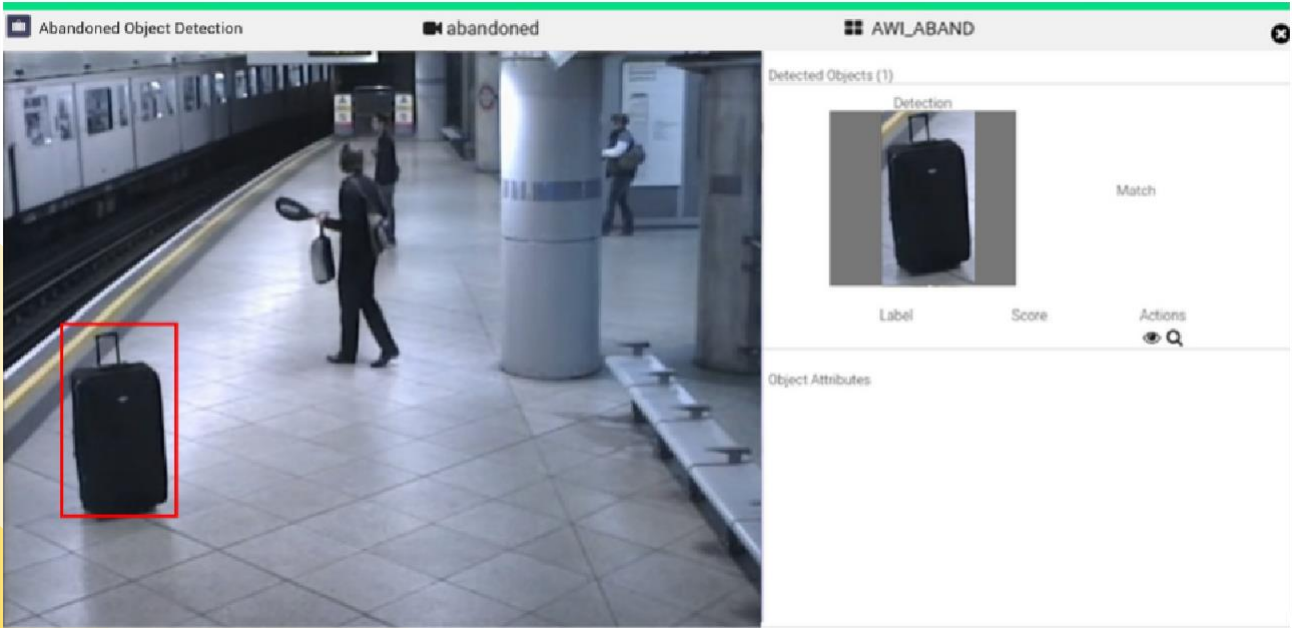 Abandoned Object Detection
abandoned
AWI_ABAND
Detected Objects (1)
Detection
Match
Label Score Actions
Object Attributes